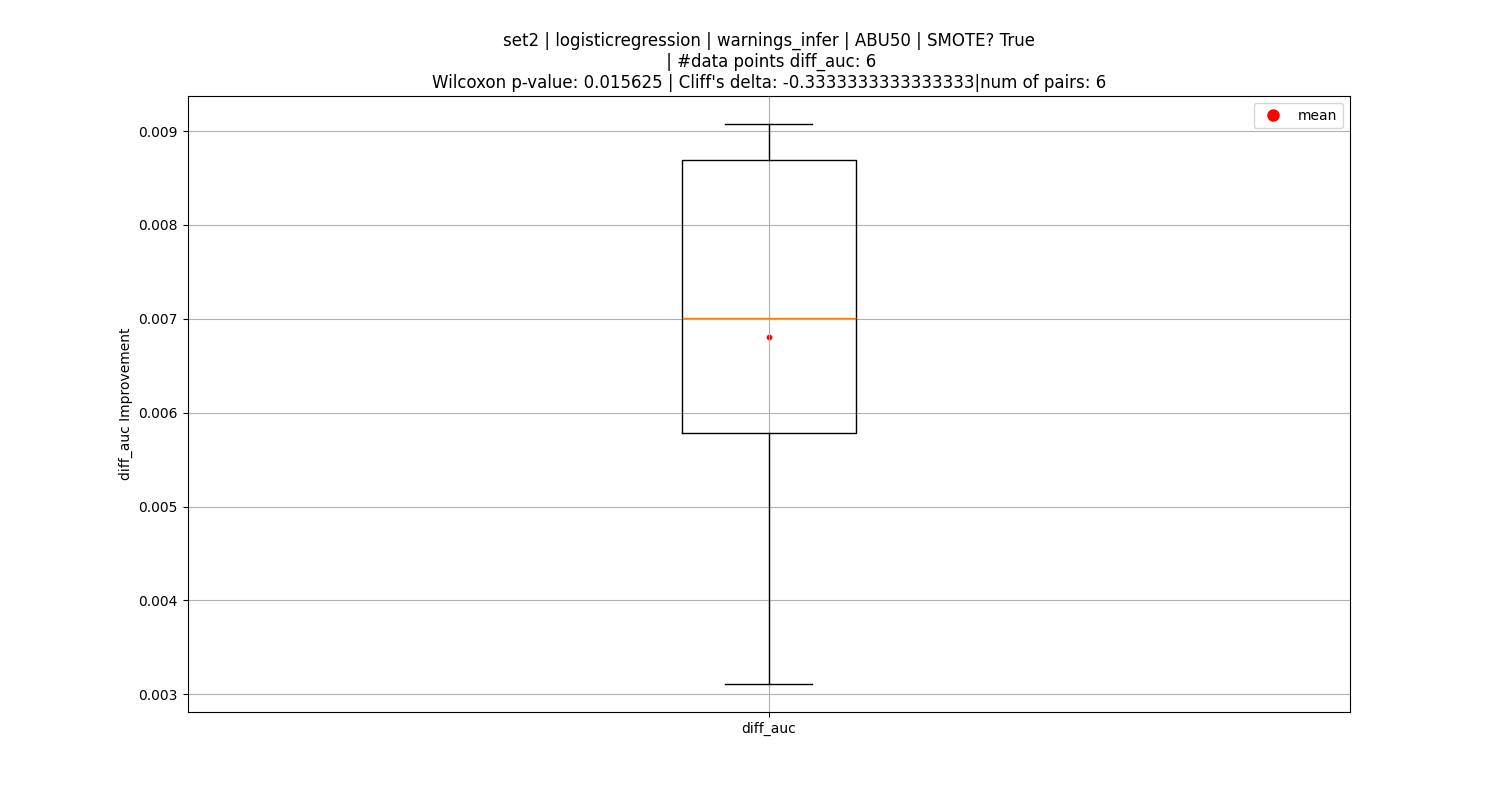 set2 | logisticregression | warnings_infer | ABU50 | SMOTE? True
| #data points diff_auc: 6
Wilcoxon p-value: 0.015625 | Cliff's delta: -0.3333333333333333|num of pairs: 6
mean
0.009
0.008
0.007
0.006
0.005
0.004
0.003
diff_auc Improvement
diff_auc